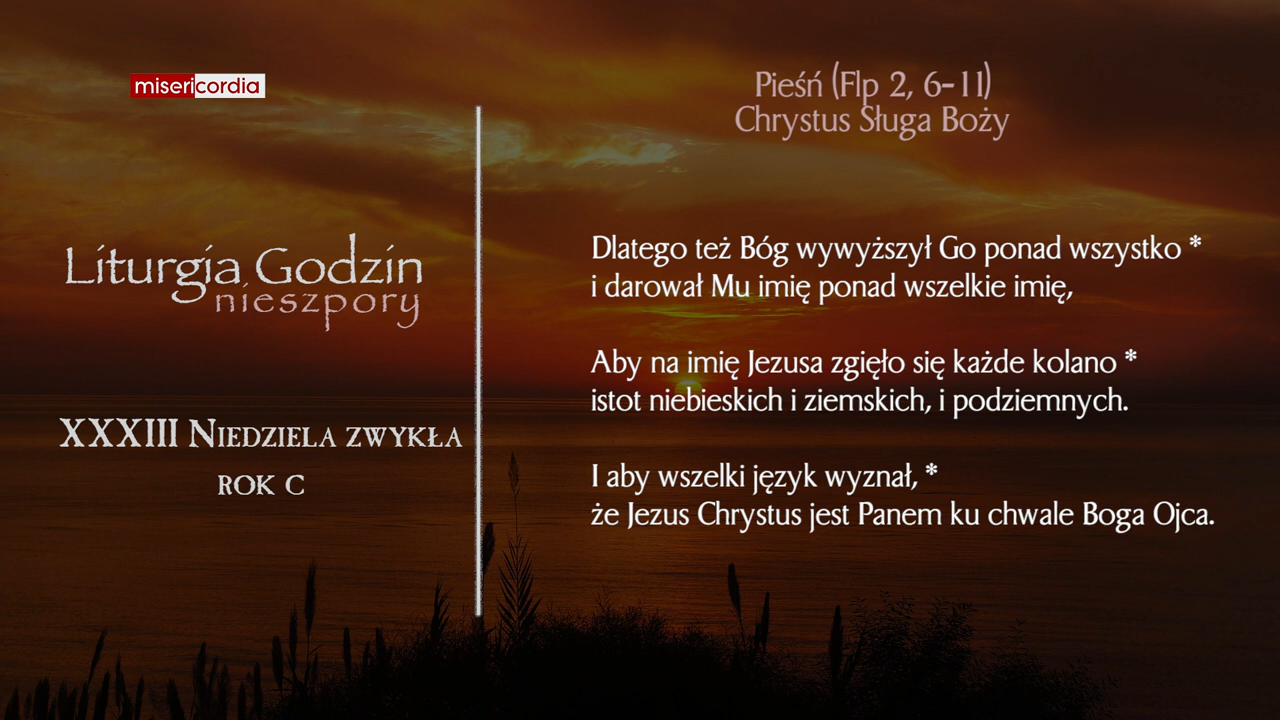 misericordia
Liturgia Godzin
nieszpory
XXXIII Niedziela zwykła
rok C
Pieśń (Flp 2, 6-11)
Chrystus Sługa Boży
Dlatego też Bóg wywyższył Go ponad wszystko *
i darował Mu imię ponad wszelkie imię,
Aby na imię Jezusa zgięło się każde kolano *
istot niebieskich i ziemskich, i podziemnych.
I aby wszelki język wyznał, *
że Jezus Chrystus jest Panem ku chwale Boga Ojca.